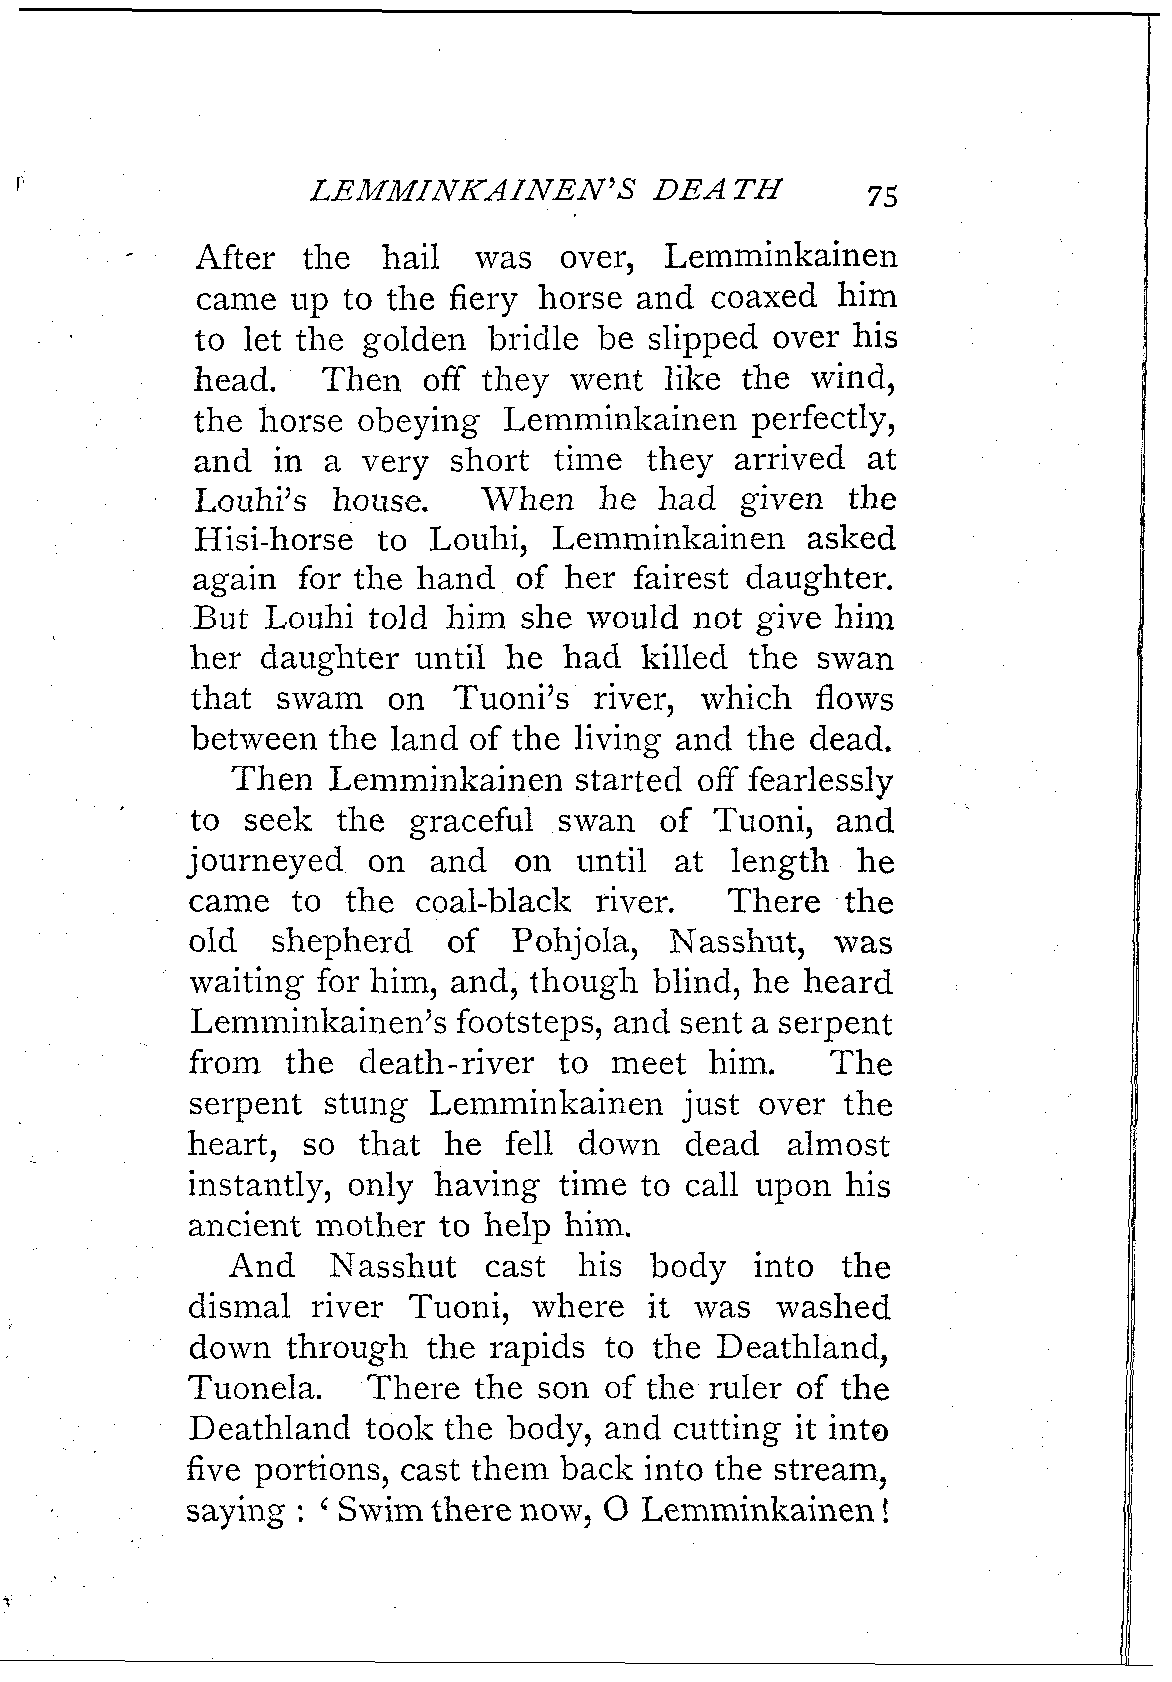 LEMMINKAINEN'S DEATH 75
After the hail was over, Lemminkainen
came up to the fiery horse and coaxed him
to let the golden bridle be slipped over his
head. Then off they went like the wind,
the horse obeying Lemminkainen perfectly,
and in a very short time they arrived at
Louhi's house. When he had given the
Hisi-horse to Louhi, Lemminkainen asked
again for the hand of her fairest daughter.
But Louhi told him she would not give him
her daughter until he had killed the swan
that swam on Tuoni's river, which flows
between the land of the living and the dead.
Then Lemminkainen started off fearlessly
to seek the graceful swan of Tuoni, and
journeyed on and on until at length he
came to the coal-black river. There the
old shepherd of Pohjola, Nasshut, was
waiting for him, and, though blind, he heard
Lemminkainen's footsteps, and sent a serpent
from the death-river to meet him. The
serpent stung Lemminkainen just over the
heart, so that he fell down dead almost
instantly, only having time to call upon his
ancient mother to help him.
And Nasshut cast his body into the
dismal river Tuoni, where it was washed
down through the rapids to the Deathland,
Tuonela. There the son of the ruler of the
Deathland took the body, and cutting it into
five portions, cast them back into the stream,
saying : ‘ Swim there now, O Lemminkainen !